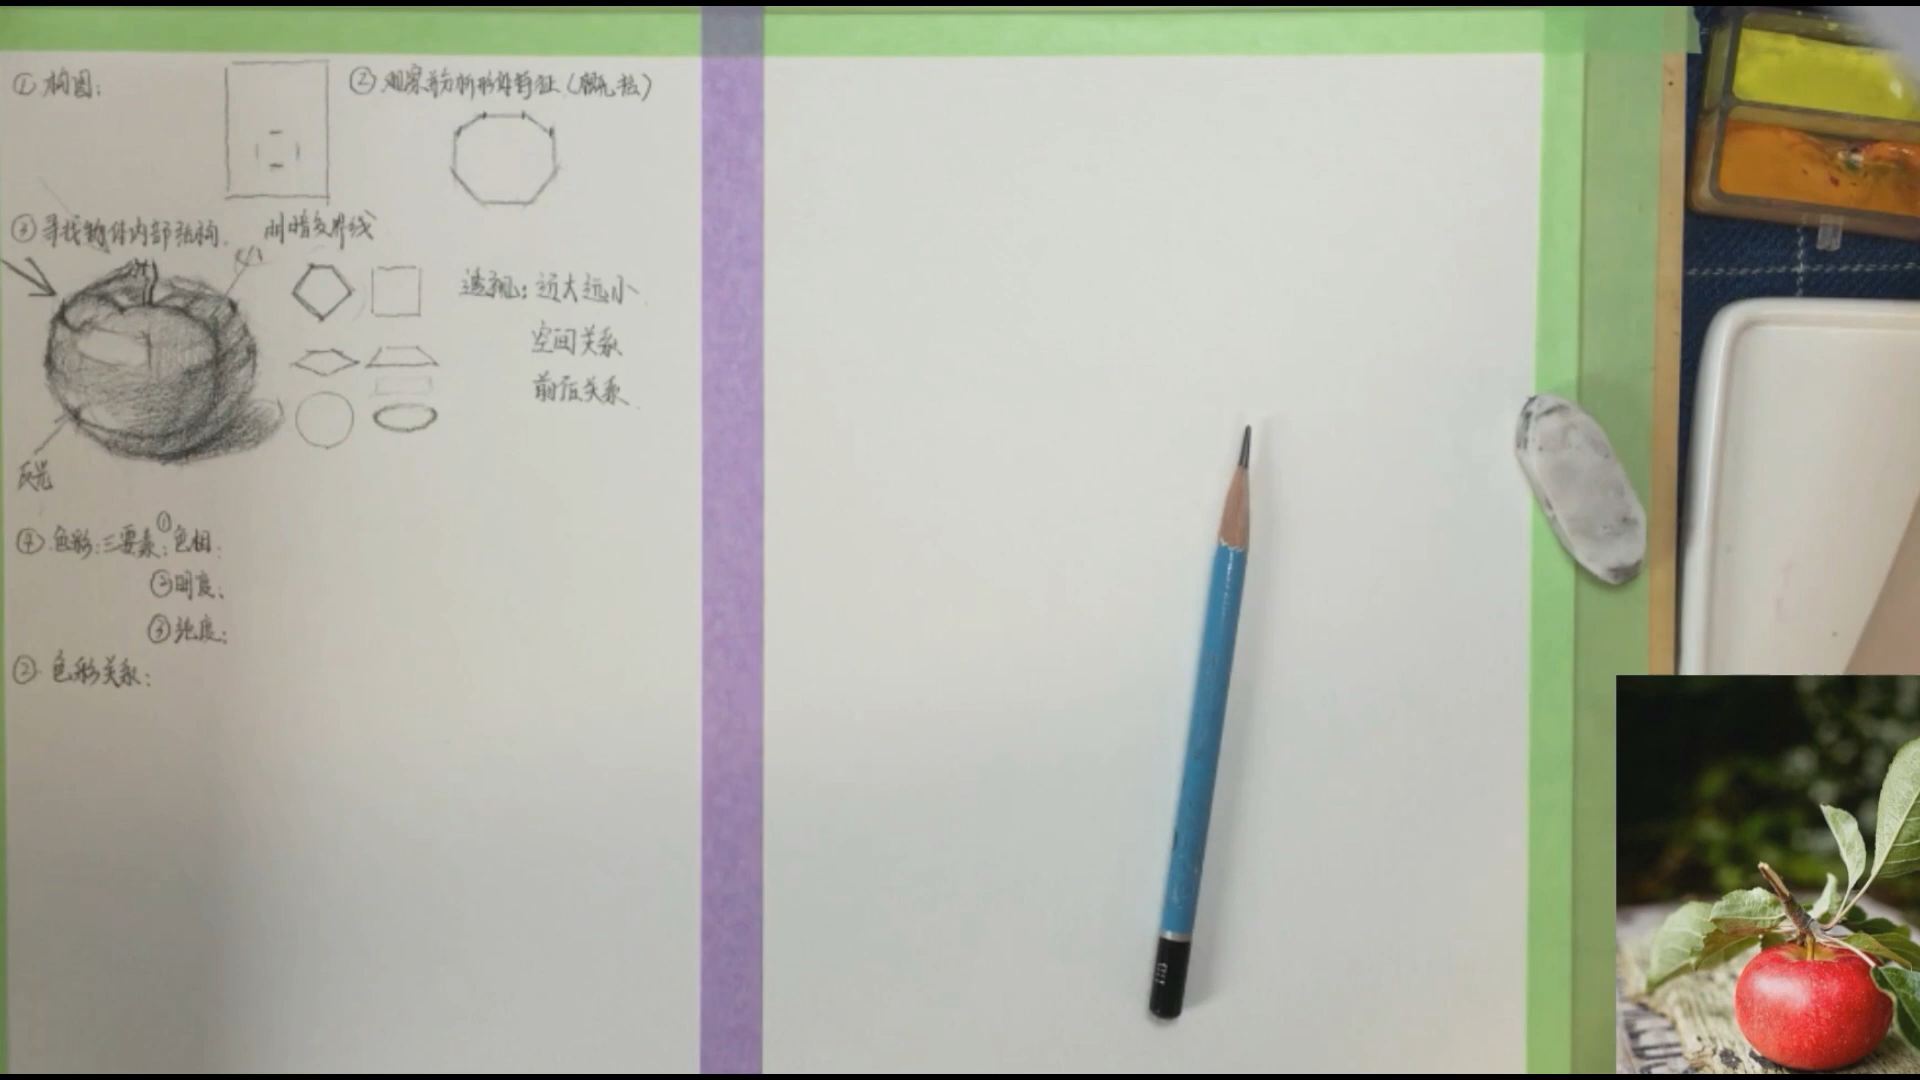 ① 构图：
② 观察并分析形体特征（概括）
③ 寻找物体内部结构.
明暗交界线
透视：近大远小
空间关系
前后关系
反光
④ 色彩：三要素：①色相：
②明度：
③纯度：
② 色彩关系：